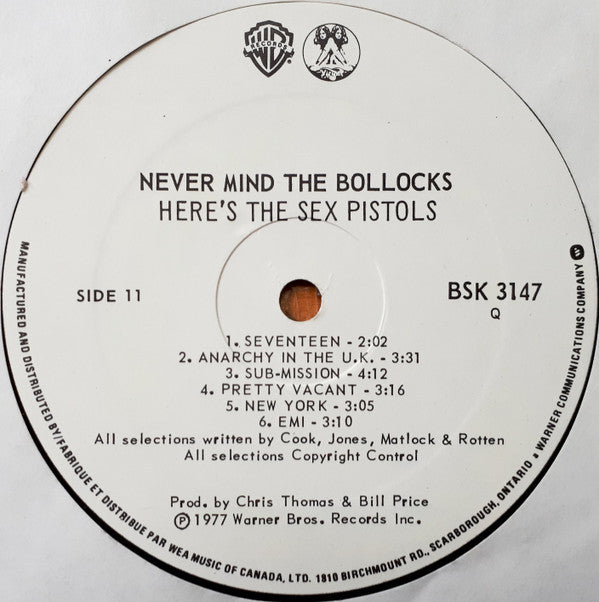 WB
RECORDS
NEVER MIND THE BOLLOCKS
HERE'S THE SEX PISTOLS
SIDE 11
BSK 3147
Q
1. SEVENTEEN - 2:02
2. ANARCHY IN THE U.K. - 3:31
3. SUB-MISSION - 4:12
4. PRETTY VACANT - 3:16
5. NEW YORK - 3:05
6. EMI - 3:10
All selections written by Cook, Jones, Matlock & Rotten
All selections Copyright Control
Prod. by Chris Thomas & Bill Price
℗ 1977 Warner Bros. Records Inc.
MANUFACTURED AND DISTRIBUTED BY/FABRIQUE ET DISTRIBUE PAR WEA MUSIC OF CANADA, LTD. 1810 BIRCHMOUNT RD., SCARBOROUGH, ONTARIO • WARNER COMMUNICATIONS COMPANY